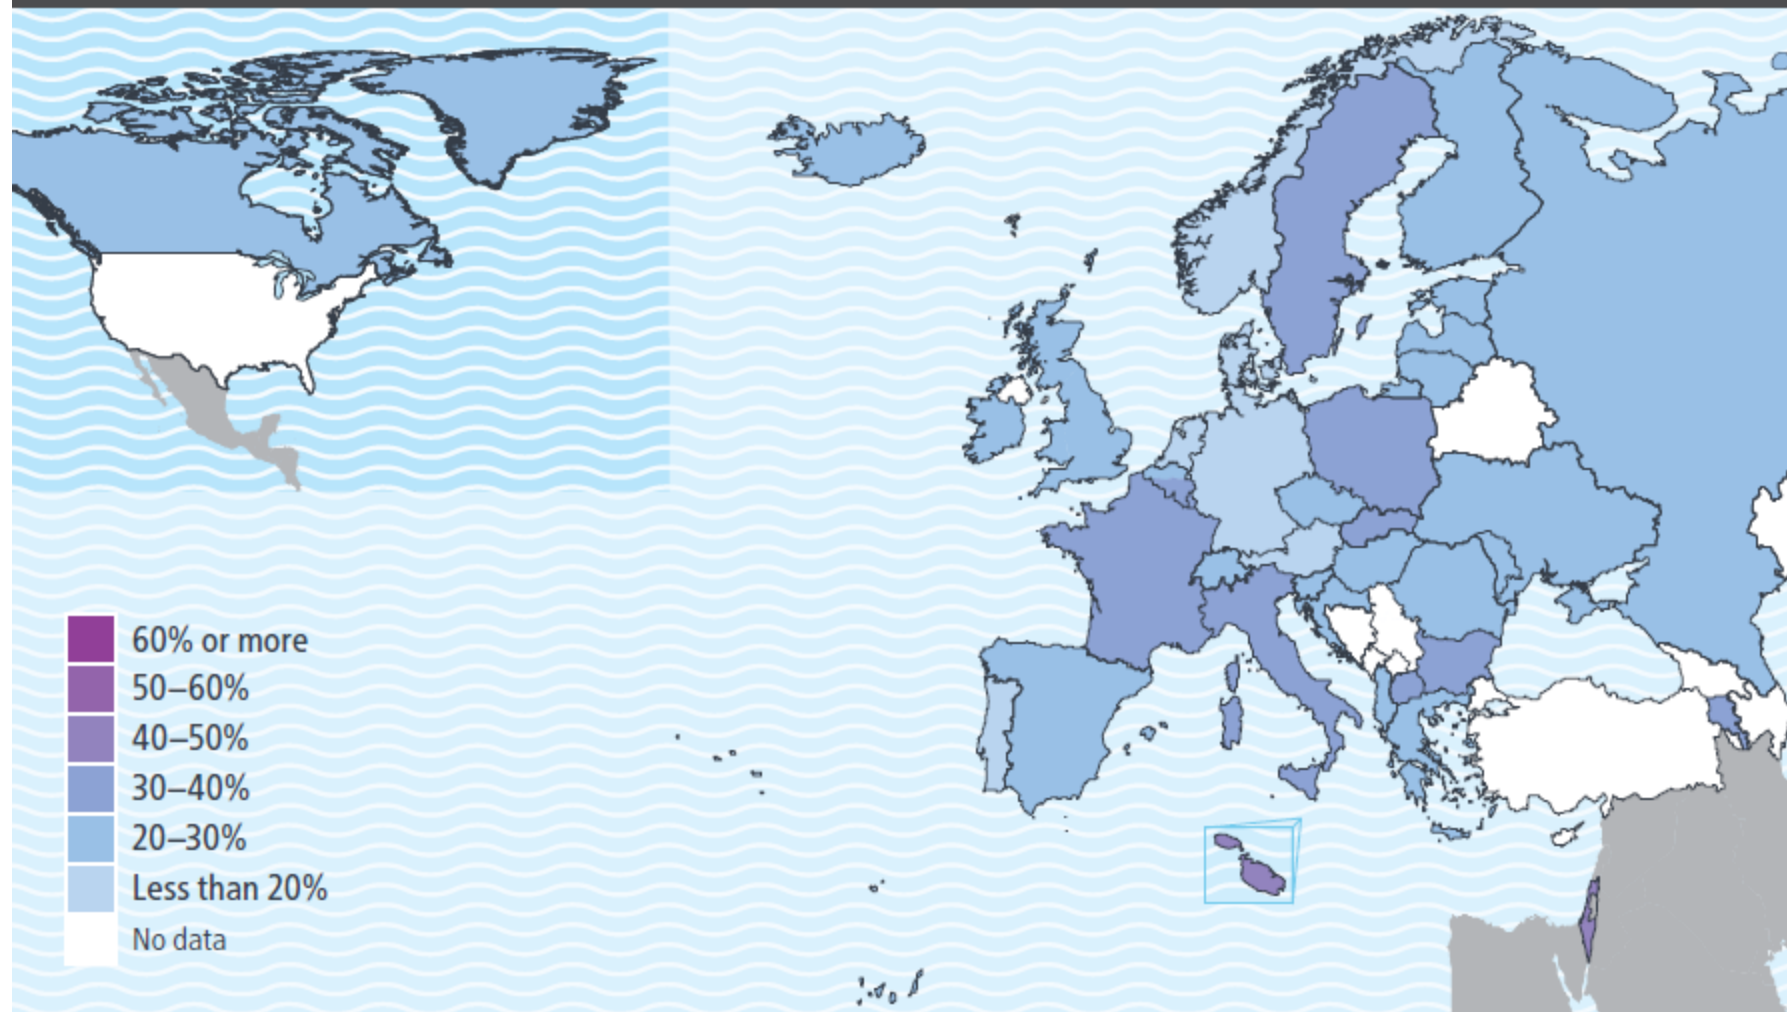 60% or more
50–60%
40–50%
30–40%
20–30%
Less than 20%
No data